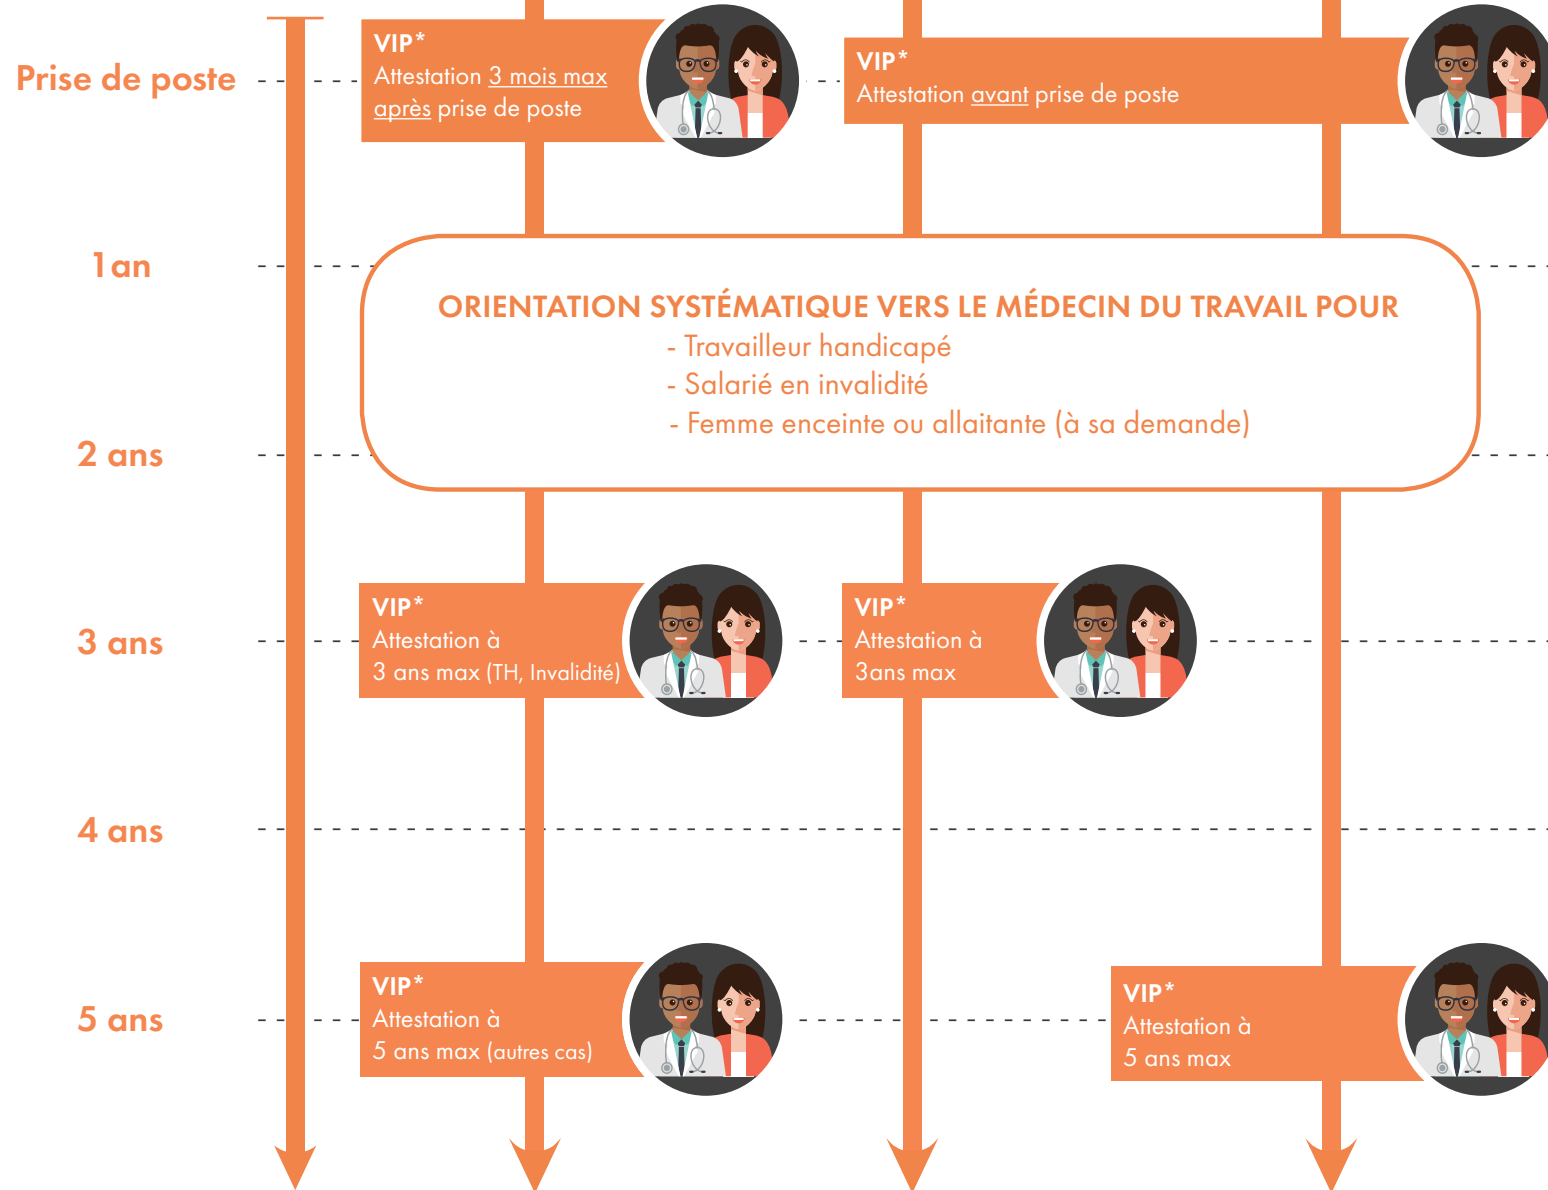 Prise de poste
VIP*
Attestation 3 mois max
après prise de poste
VIP*
Attestation avant prise de poste
1an
ORIENTATION SYSTÉMATIQUE VERS LE MÉDECIN DU TRAVAIL POUR
- Travailleur handicapé
- Salarié en invalidité
- Femme enceinte ou allaitante (à sa demande)
2 ans
3 ans
VIP*
Attestation à
3 ans max (TH, Invalidité)
VIP*
Attestation à
3ans max
4 ans
5 ans
VIP*
Attestation à
5 ans max (autres cas)
VIP*
Attestation à
5 ans max